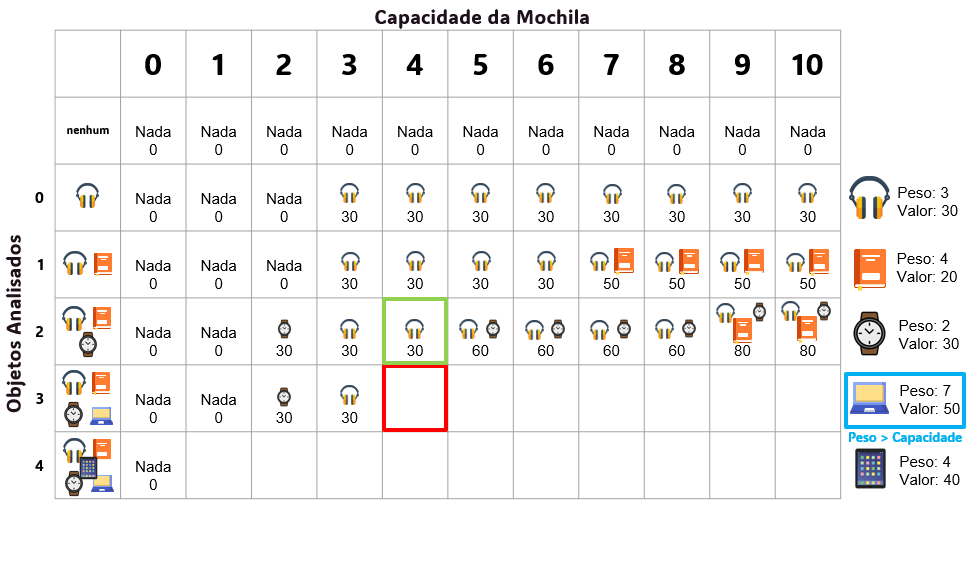 Capacidade da Mochila
0 1 2 3 4 5 6 7 8 9 10
nenhum Nada Nada Nada Nada Nada Nada Nada Nada Nada Nada Nada
0 0 0 0 0 0 0 0 0 0 0
Objetos Analisados
0 Nada Nada Nada
0 0 0 30 30 30 30 30 30 30 30
Peso: 3
Valor: 30
1 Nada Nada Nada
0 0 0 30 30 30 30 50 50 50 50
Peso: 4
Valor: 20
2 Nada Nada
0 0 30 30 30 60 60 60 60 80 80
Peso: 2
Valor: 30
3 Nada Nada
0 0 30 30
Peso: 7
Valor: 50
Peso > Capacidade
4 Nada
0
Peso: 4
Valor: 40